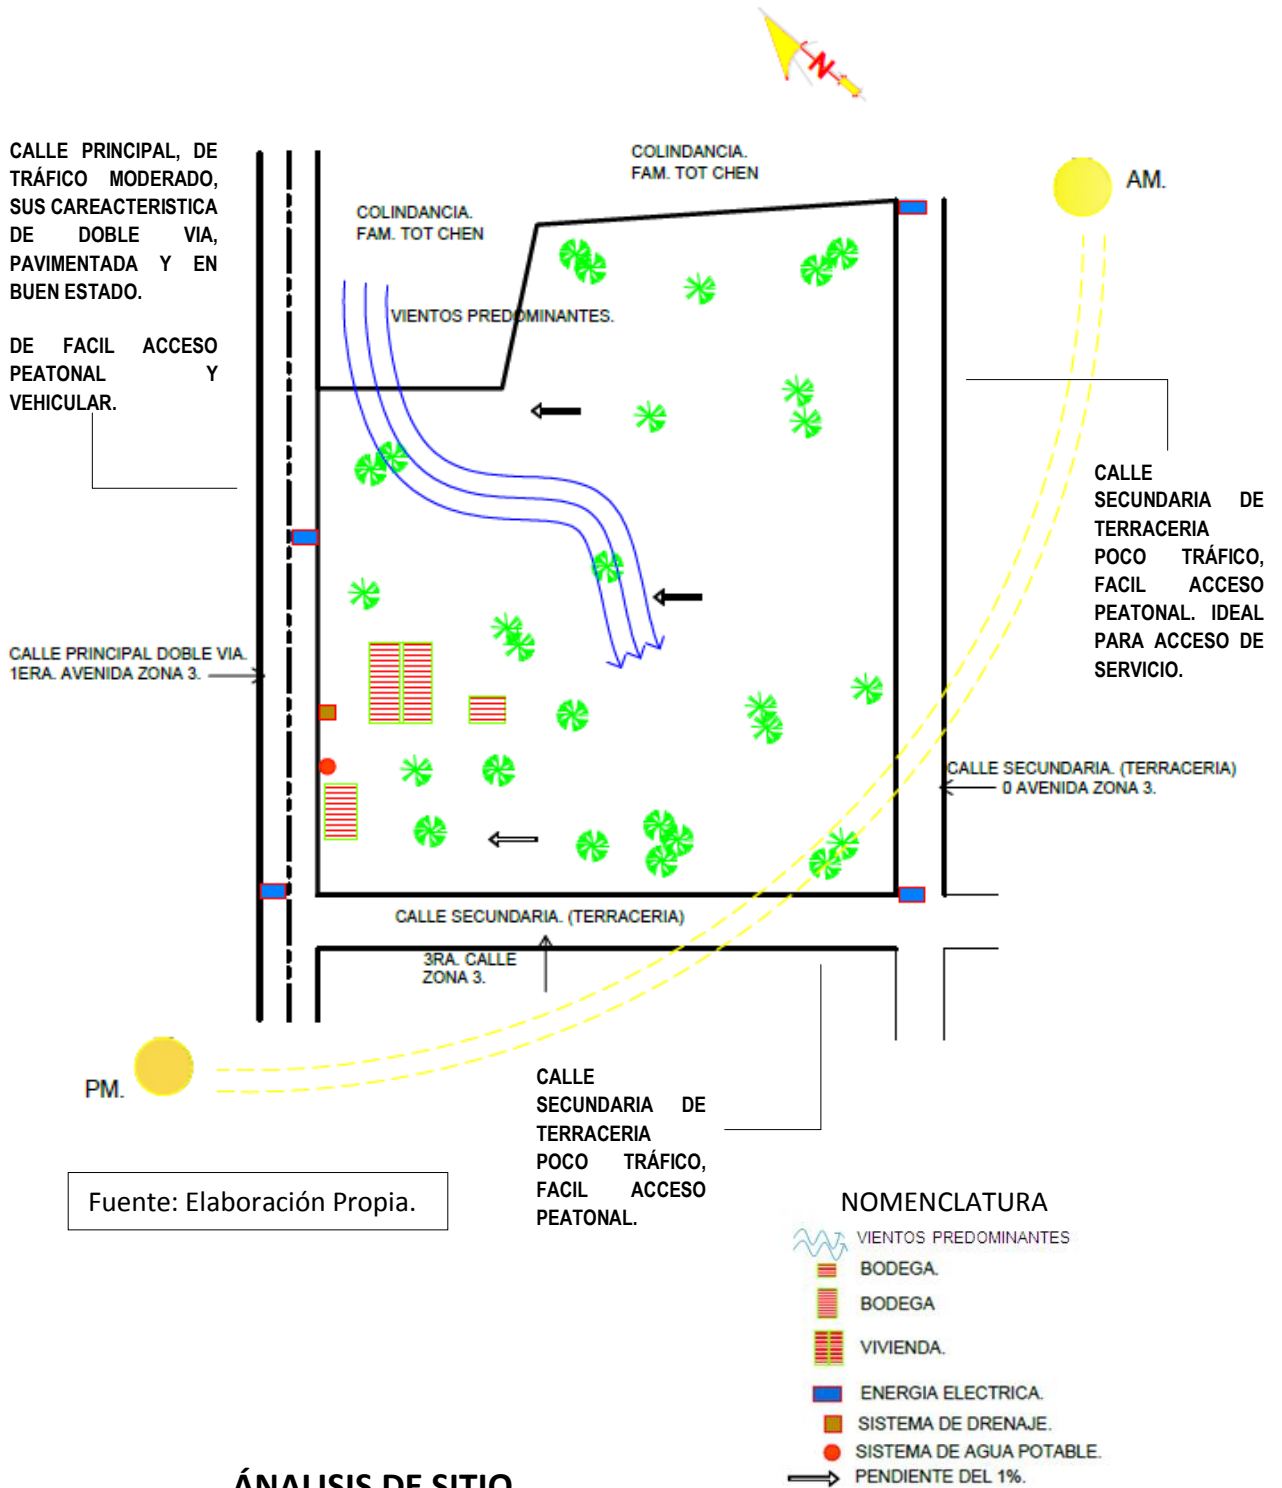 N
CALLE PRINCIPAL, DE
TRÁFICO MODERADO,
SUS CAREACTERISTICA
DE DOBLE VIA,
PAVIMENTADA Y EN
BUEN ESTADO.
DE FACIL ACCESO
PEATONAL Y
VEHICULAR.
COLINDANCIA.
FAM. TOT CHEN
COLINDANCIA.
FAM. TOT CHEN
AM.
VIENTOS PREDOMINANTES.
CALLE
SECUNDARIA DE
TERRACERIA
POCO TRÁFICO,
FACIL ACCESO
PEATONAL. IDEAL
PARA ACCESO DE
SERVICIO.
CALLE PRINCIPAL DOBLE VIA.
1ERA. AVENIDA ZONA 3.
CALLE SECUNDARIA. (TERRACERIA)
0 AVENIDA ZONA 3.
CALLE SECUNDARIA. (TERRACERIA)
3RA. CALLE
ZONA 3.
PM.
CALLE
SECUNDARIA DE
TERRACERIA
POCO TRÁFICO,
FACIL ACCESO
PEATONAL.
Fuente: Elaboración Propia.
NOMENCLATURA
VIENTOS PREDOMINANTES
BODEGA.
BODEGA
VIVIENDA.
ENERGIA ELECTRICA.
SISTEMA DE DRENAJE.
SISTEMA DE AGUA POTABLE.
PENDIENTE DEL 1%.
ÁNALISIS DE SITIO